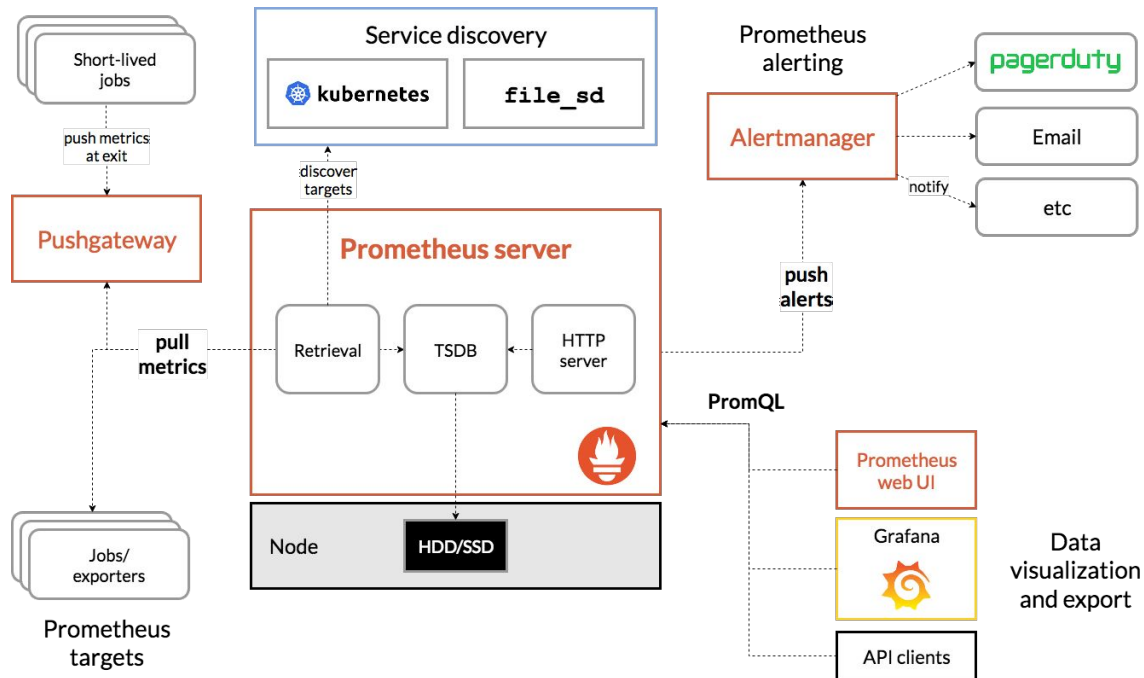 Short-lived
jobs
push metrics
at exit
Pushgateway
pull
metrics
Jobs/
exporters
Prometheus
targets
Service discovery
kubernetes
file_sd
discover
targets
Prometheus server
Retrieval
TSDB
HTTP
server
Node
HDD/SSD
Prometheus
alerting
Alertmanager
pagerduty
Email
notify
etc
push
alerts
PromQL
Prometheus
web UI
Grafana
API clients
Data
visualization
and export